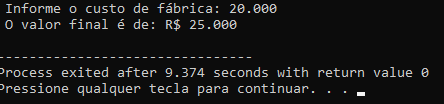 Informe o custo de fábrica: 20.000
O valor final é de: R$ 25.000
--------------------------------
Process exited after 9.374 seconds with return value 0
Pressione qualquer tecla para continuar. . .